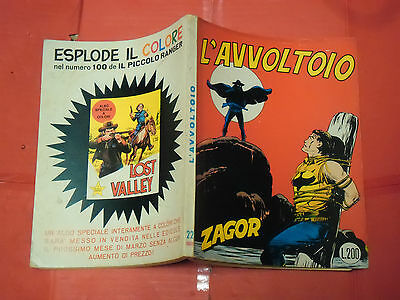 ESPLODE IL COLORE
nel numero 100 de IL PICCOLO RANGER
ALBO
SPECIALE
A
COLORI
LOST
VALLEY
UN ALBO SPECIALE INTERAMENTE A COLORI CHE
SARA' MESSO IN VENDITA NELLE EDICOLE
IL PROSSIMO MESE DI MARZO SENZA ALCUN
AUMENTO DI PREZZO!
L'AVVOLTOIO
22
L'AVVOLTOIO
ZAGOR
L.200